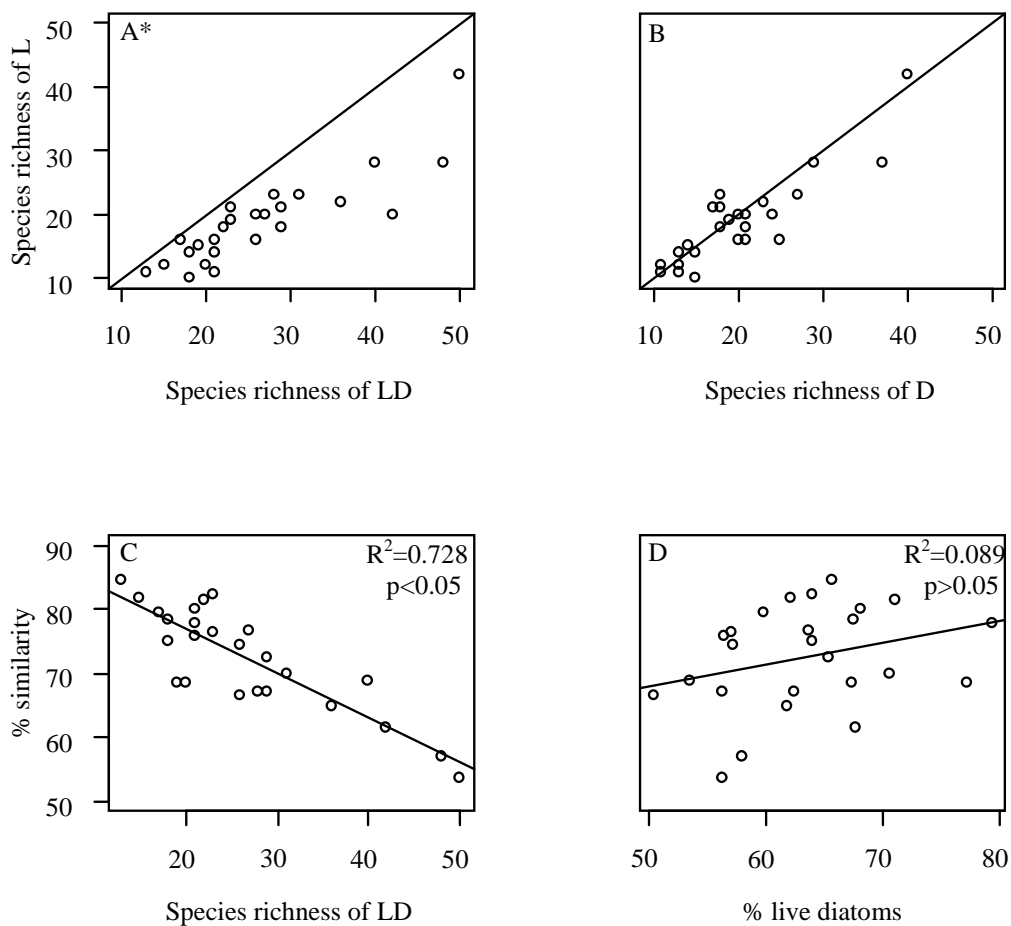 A*
Species richness of L
50
40
30
20
10
10 20 30 40 50
Species richness of LD
B
10 20 30 40 50
Species richness of D
C
R²=0.728
p<0.05
% similarity
90
80
70
60
50
20 30 40 50
Species richness of LD
D
R²=0.089
p>0.05
50 60 70 80
% live diatoms